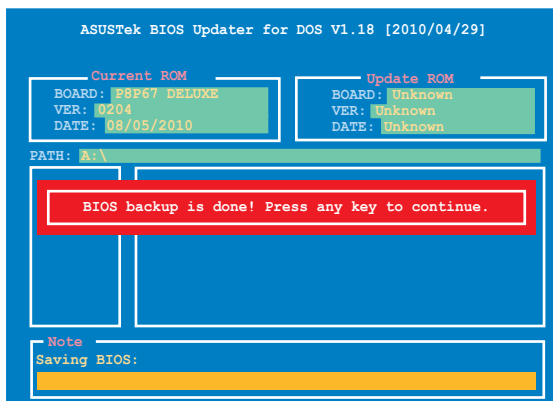 ASUSTek BIOS Updater for DOS V1.18 [2010/04/29]
Current ROM
BOARD: P8P67 DELUXE
VER: 0204
DATE: 08/05/2010
Update ROM
BOARD: Unknown
VER: Unknown
DATE: Unknown
PATH: A:\
BIOS backup is done! Press any key to continue.
Note
Saving BIOS: